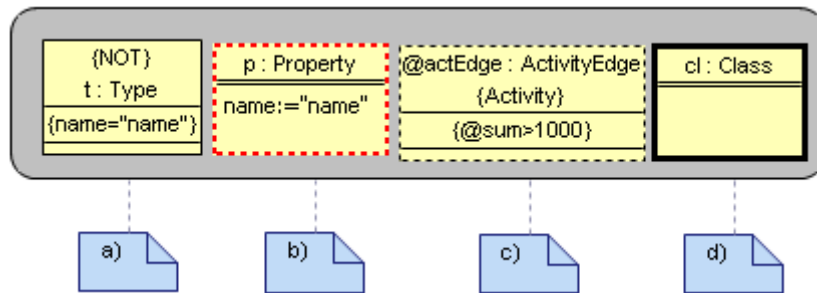 {NOT}
t : Type
{name="name"}
p : Property
name:="name"
@actEdge : ActivityEdge
{Activity}
{@sum>1000}
cl : Class
a)
b)
c)
d)